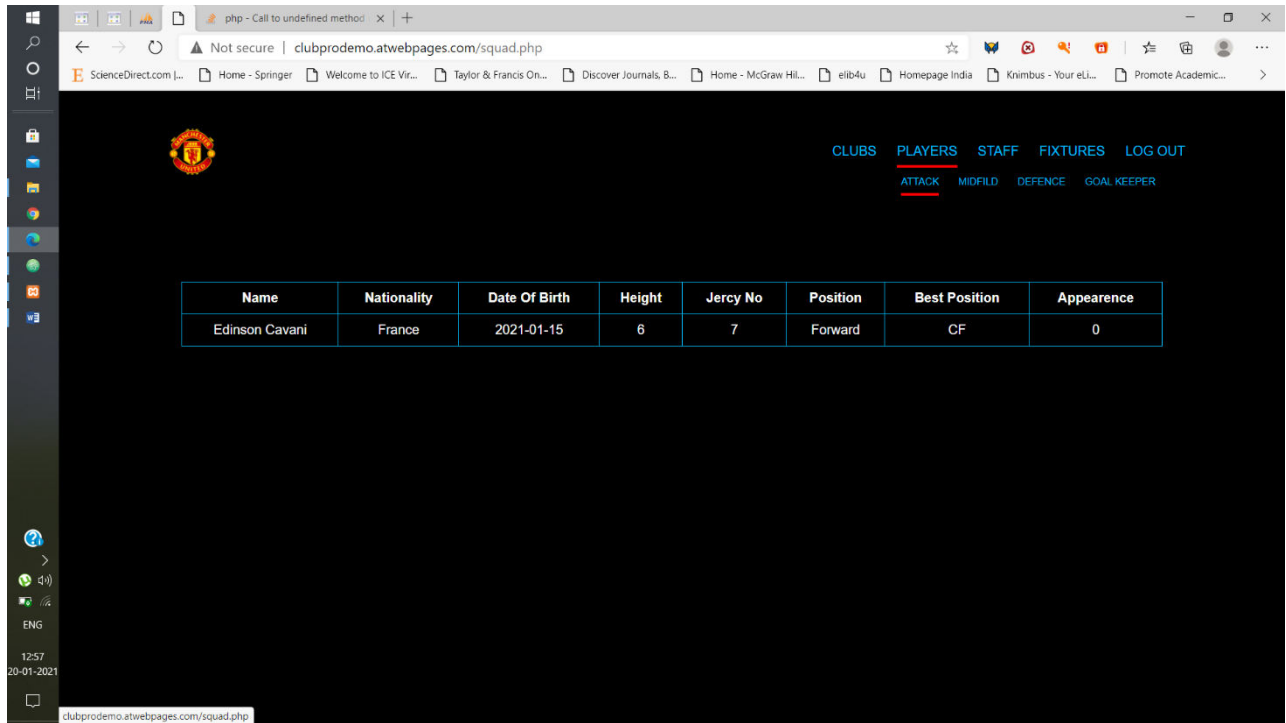 php - Call to undefined method
Not secure | clubprodemo.atwebpages.com/squad.php
ScienceDirect.com |... Home - Springer Welcome to ICE Vir... Taylor & Francis On... Discover Journals, B... Home - McGraw Hil... elib4u Homepage India Knimbus - Your eLi... Promote Academic...
MANCHESTER
UNITED
CLUBS PLAYERS STAFF FIXTURES LOG OUT
ATTACK MIDFILD DEFENCE GOAL KEEPER
Name Nationality Date Of Birth Height Jercy No Position Best Position Appearence
Edinson Cavani France 2021-01-15 6 7 Forward CF 0
ENG
12:57
20-01-2021
clubprodemo.atwebpages.com/squad.php